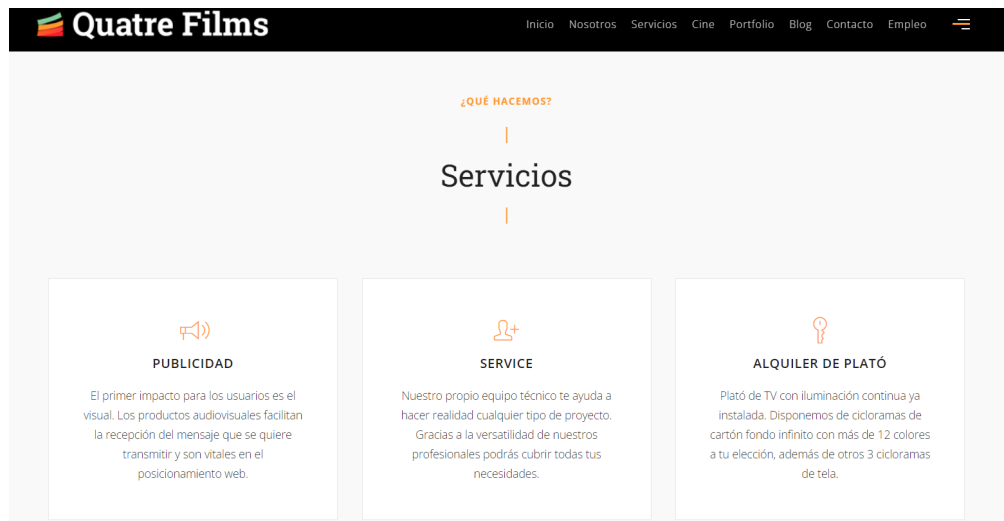 Quatre Films
Inicio Nosotros Servicios Cine Portfolio Blog Contacto Empleo
¿QUÉ HACEMOS?
Servicios
PUBLICIDAD
El primer impacto para los usuarios es el
visual. Los productos audiovisuales facilitan
la recepción del mensaje que se quiere
transmitir y son vitales en el
posicionamiento web.
SERVICE
Nuestro propio equipo técnico te ayuda a
hacer realidad cualquier tipo de proyecto.
Gracias a la versatilidad de nuestros
profesionales podrás cubrir todas tus
necesidades.
ALQUILER DE PLATÓ
Plató de TV con iluminación continua ya
instalada. Disponemos de cicloramas de
cartón fondo infinito con más de 12 colores
a tu elección, además de otros 3 cicloramas
de tela.